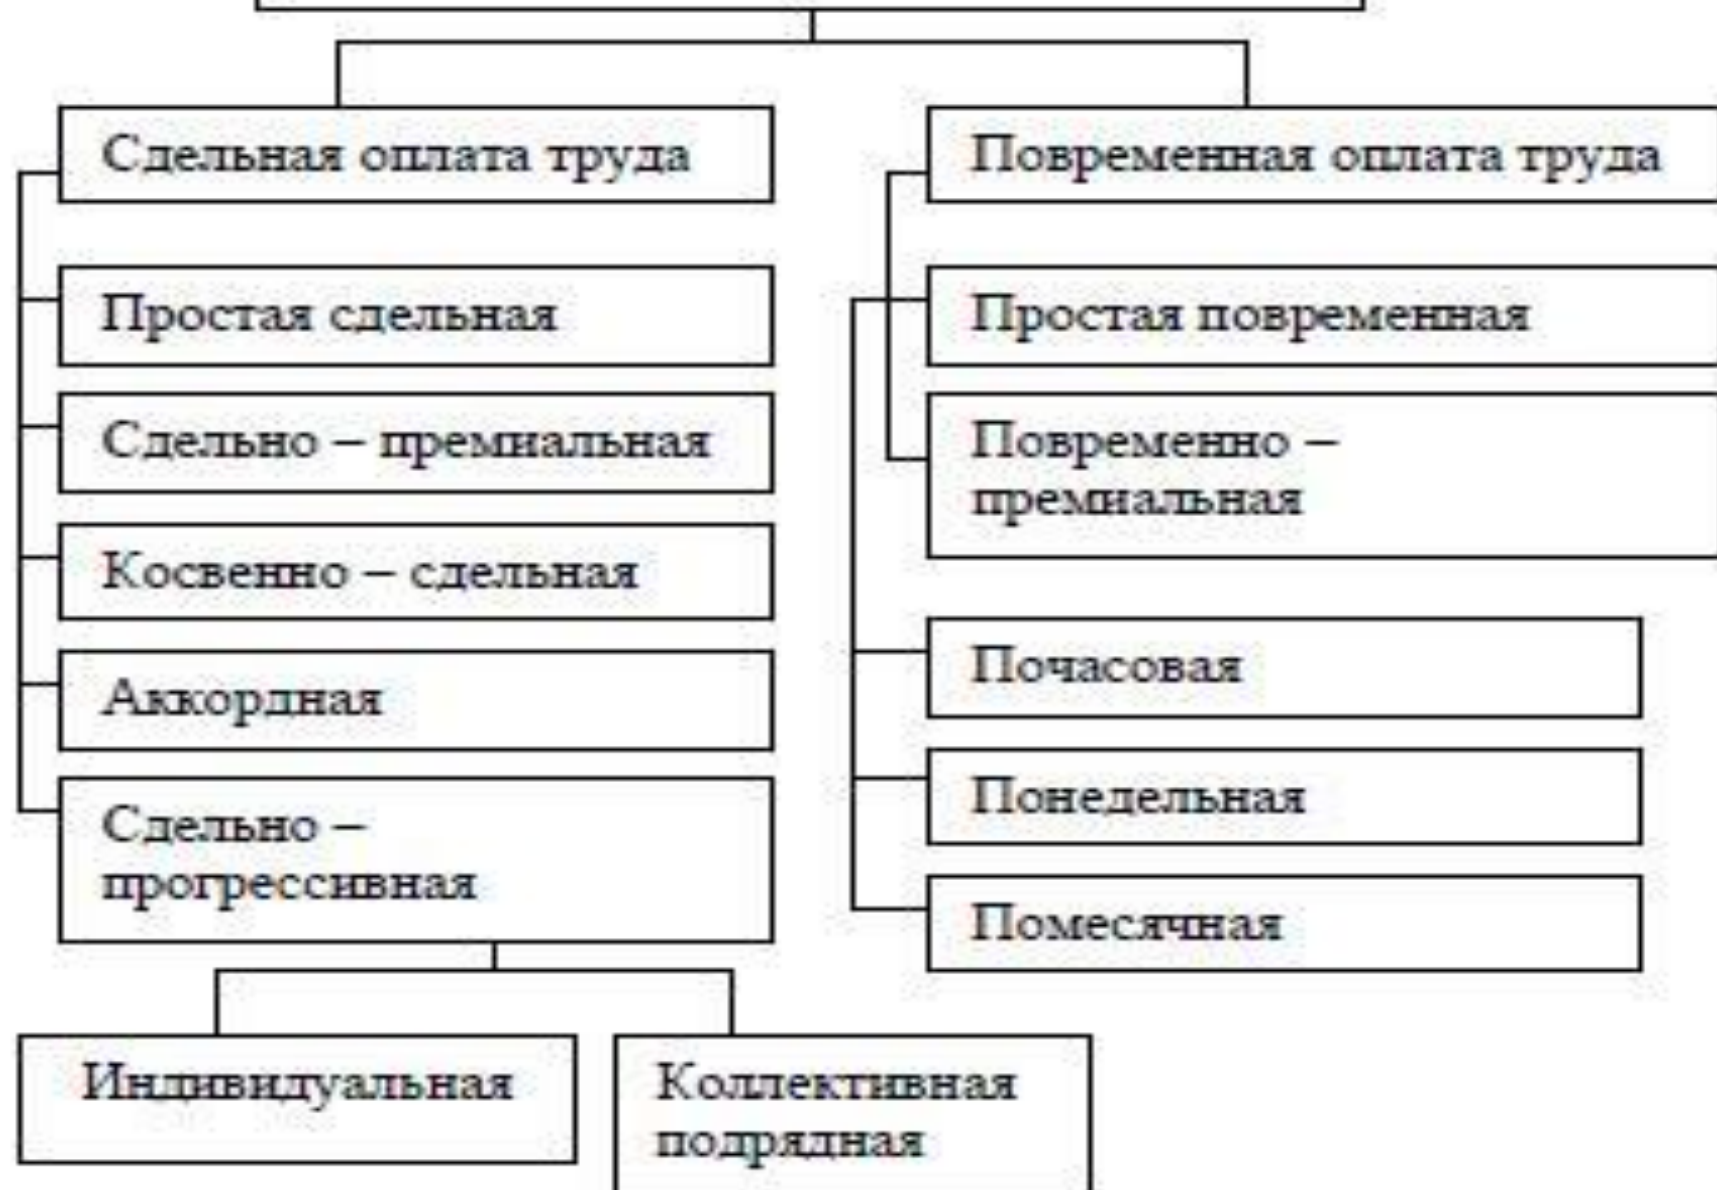 Сдельная оплата труда
Простая сдельная
Сдельно – премиальная
Косвенно – сдельная
Аккордная
Сдельно –
прогрессивная
Индивидуальная
Коллективная
подрядная
Повременная оплата труда
Простая повременная
Повременно –
премиальная
Почасовая
Понедельная
Помесячная